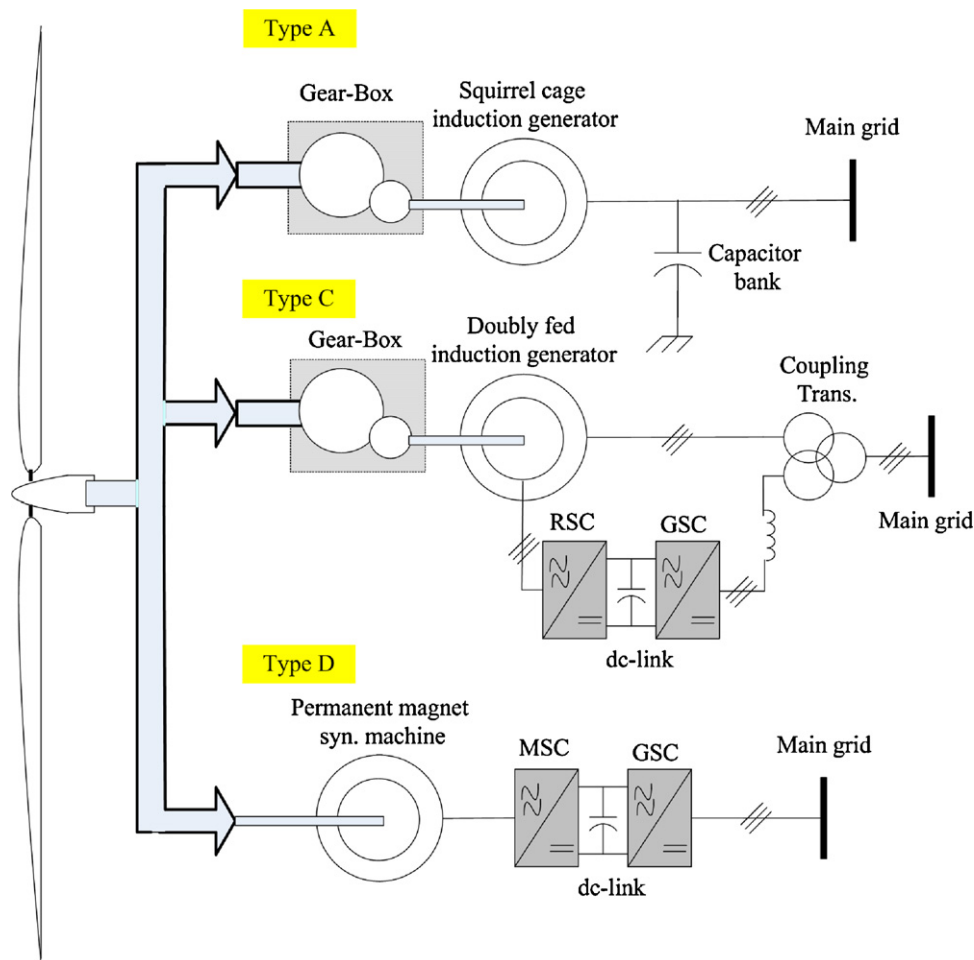 Type A
Gear-Box
Squirrel cage
induction generator
Main grid
Capacitor
bank
Type C
Gear-Box
Doubly fed
induction generator
Coupling
Trans.
Main grid
RSC
GSC
dc-link
Type D
Permanent magnet
syn. machine
MSC
GSC
Main grid
dc-link